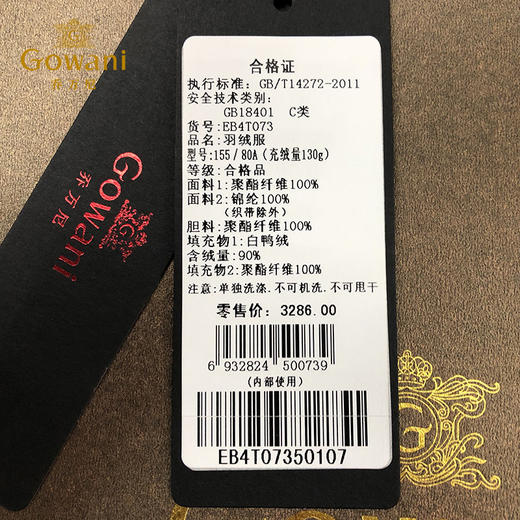 Gowani
乔万尼
Gowani
乔万尼
合格证
执行标准: GB/T14272-2011
安全技术类别:
GB18401 C类
货号:EB4T073
品名:羽绒服
型号:155/80A(充绒量130g)
等级:合格品
面料1:聚酯纤维100%
面料2:锦纶100%
(织带除外)
胆料:聚酯纤维100%
填充物1:白鸭绒
含绒量:90%
填充物2:聚酯纤维100%
注意:单独洗涤、不可机洗、不可甩干
零售价: 3286.00
6 932824 500739
(内部使用)
EB4T07350107
G